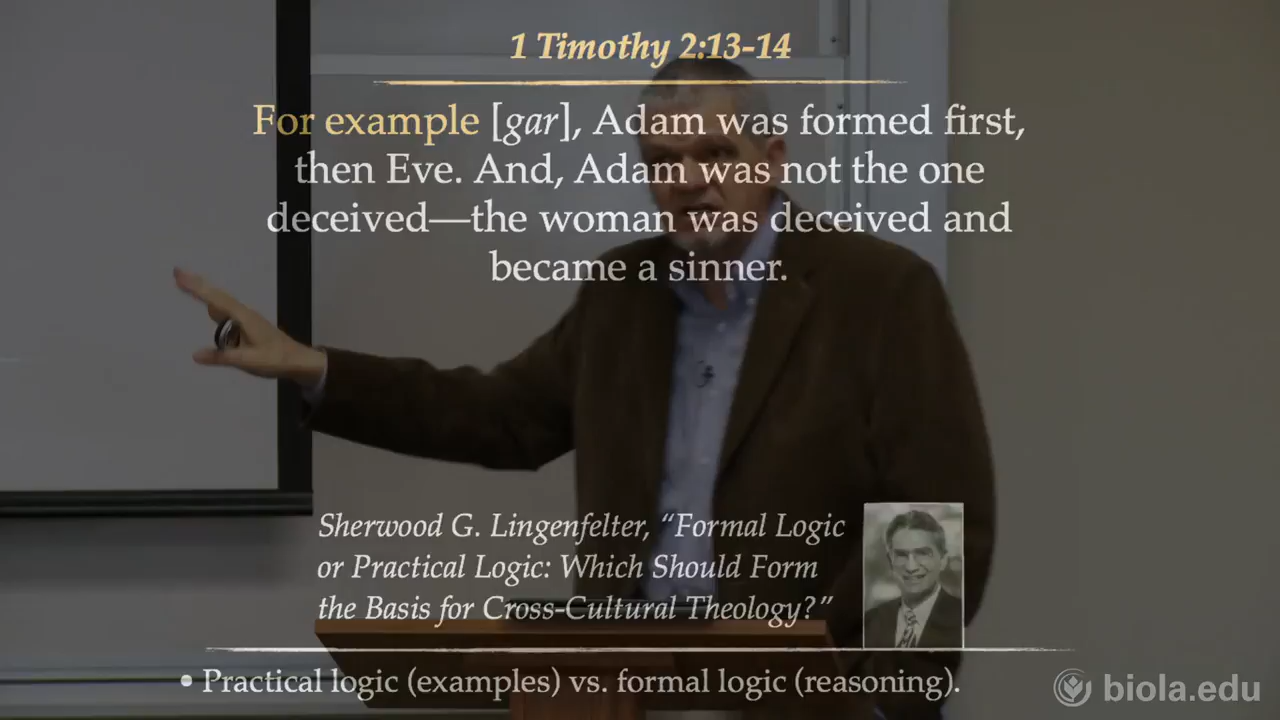 1 Timothy 2:13-14
For example [gar], Adam was formed first,
then Eve. And, Adam was not the one
deceived—the woman was deceived and
became a sinner.
Sherwood G. Lingenfelter, “Formal Logic
or Practical Logic: Which Should Form
the Basis for Cross-Cultural Theology?”
• Practical logic (examples) vs. formal logic (reasoning).
biola.edu